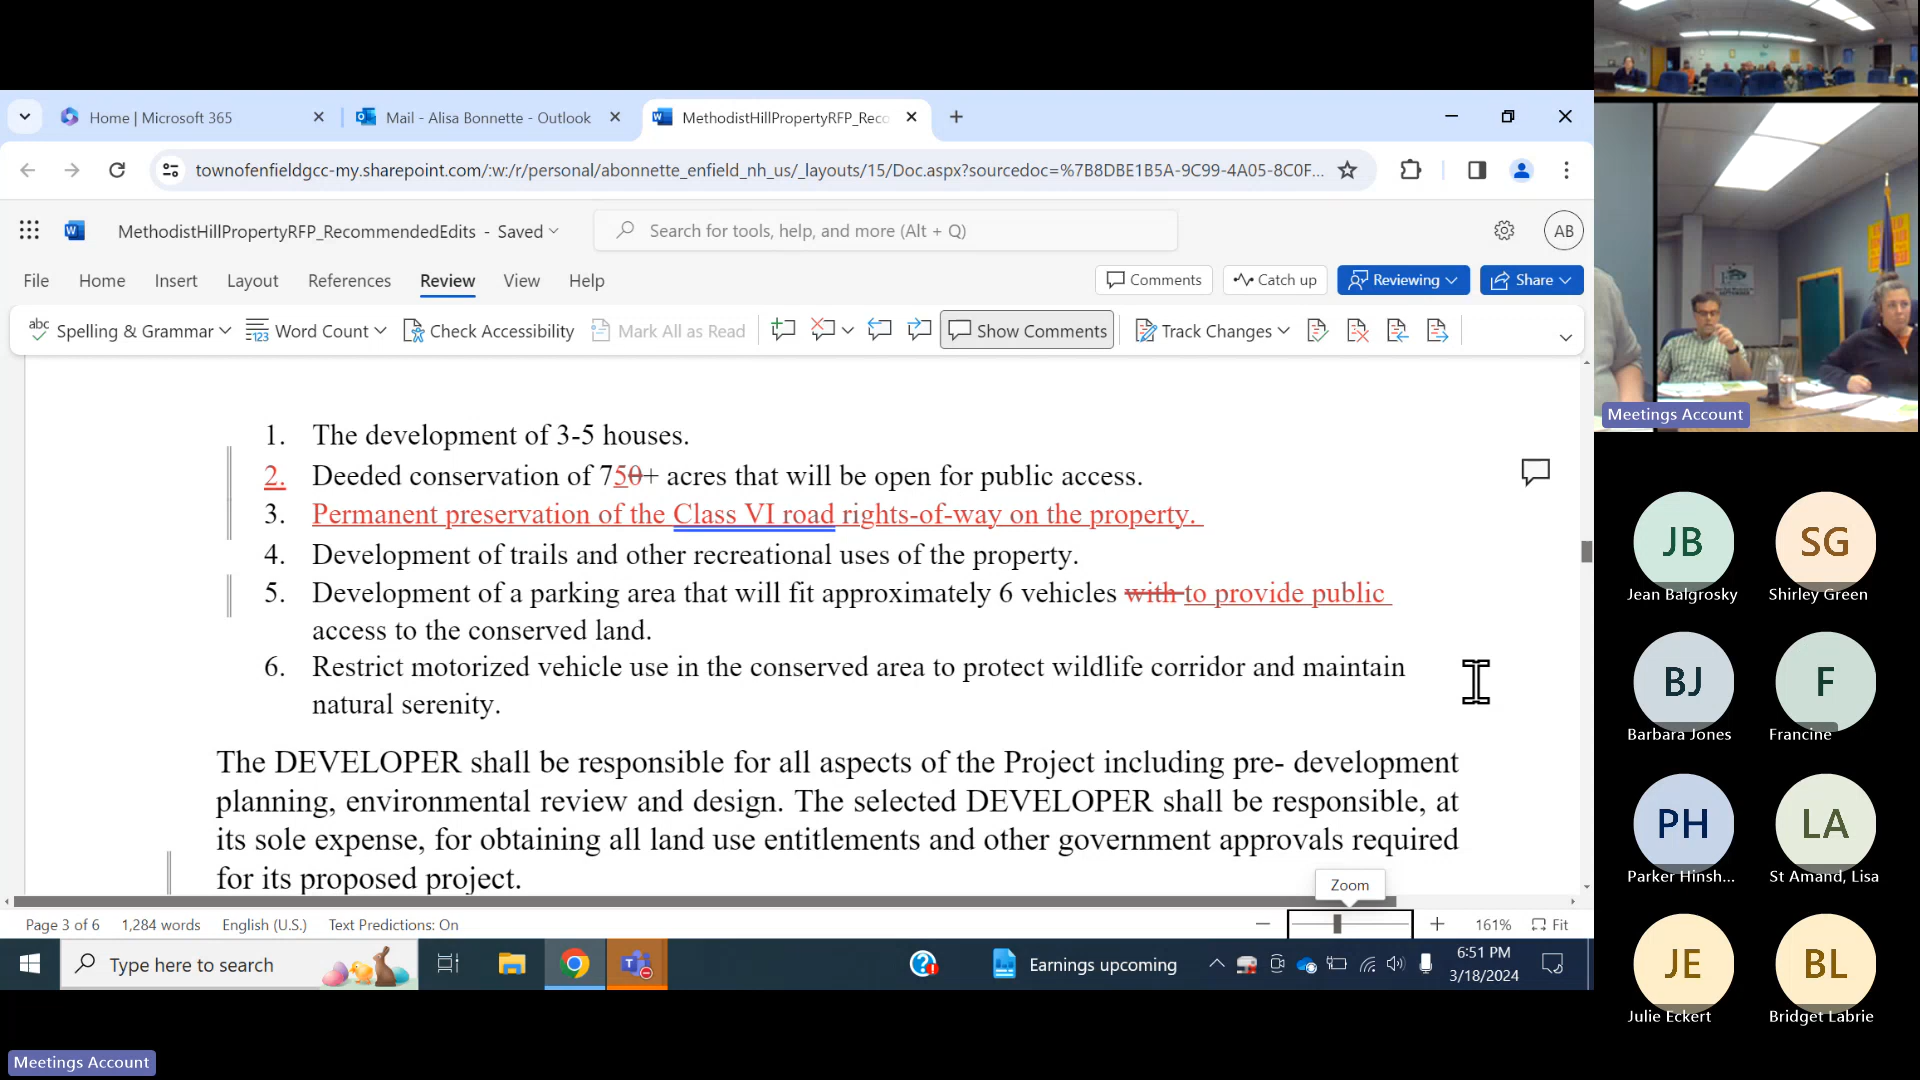 Home | Microsoft 365
Mail - Alisa Bonnette - Outlook
MethodistHillPropertyRFP_Reco
townofenfieldgcc-my.sharepoint.com/:w:/r/personal/abonnette_enfield_nh_us/_layouts/15/Doc.aspx?sourcedoc=%7B8DBE1B5A-9C99-4A05-8C0F...
MethodistHillPropertyRFP_RecommendedEdits - Saved
Search for tools, help, and more (Alt + Q)
AB
File Home Insert Layout References Review View Help
Comments Catch up Reviewing Share
abc Spelling & Grammar 123 Word Count Check Accessibility Mark All as Read Show Comments Track Changes
1. The development of 3-5 houses.
2. Deeded conservation of 750+ acres that will be open for public access.
3. Permanent preservation of the Class VI road rights-of-way on the property.
4. Development of trails and other recreational uses of the property.
5. Development of a parking area that will fit approximately 6 vehicles with to provide public
access to the conserved land.
6. Restrict motorized vehicle use in the conserved area to protect wildlife corridor and maintain
natural serenity.
The DEVELOPER shall be responsible for all aspects of the Project including pre- development
planning, environmental review and design. The selected DEVELOPER shall be responsible, at
its sole expense, for obtaining all land use entitlements and other government approvals required
for its proposed project.
Zoom
Page 3 of 6 1,284 words English (U.S.) Text Predictions: On
161% Fit
Type here to search
Earnings upcoming
6:51 PM
3/18/2024
Meetings Account
Meetings Account
JB SG
Jean Balgrosky Shirley Green
BJ F
Barbara Jones Francine
PH LA
Parker Hinsh... St Amand, Lisa
JE BL
Julie Eckert Bridget Labrie